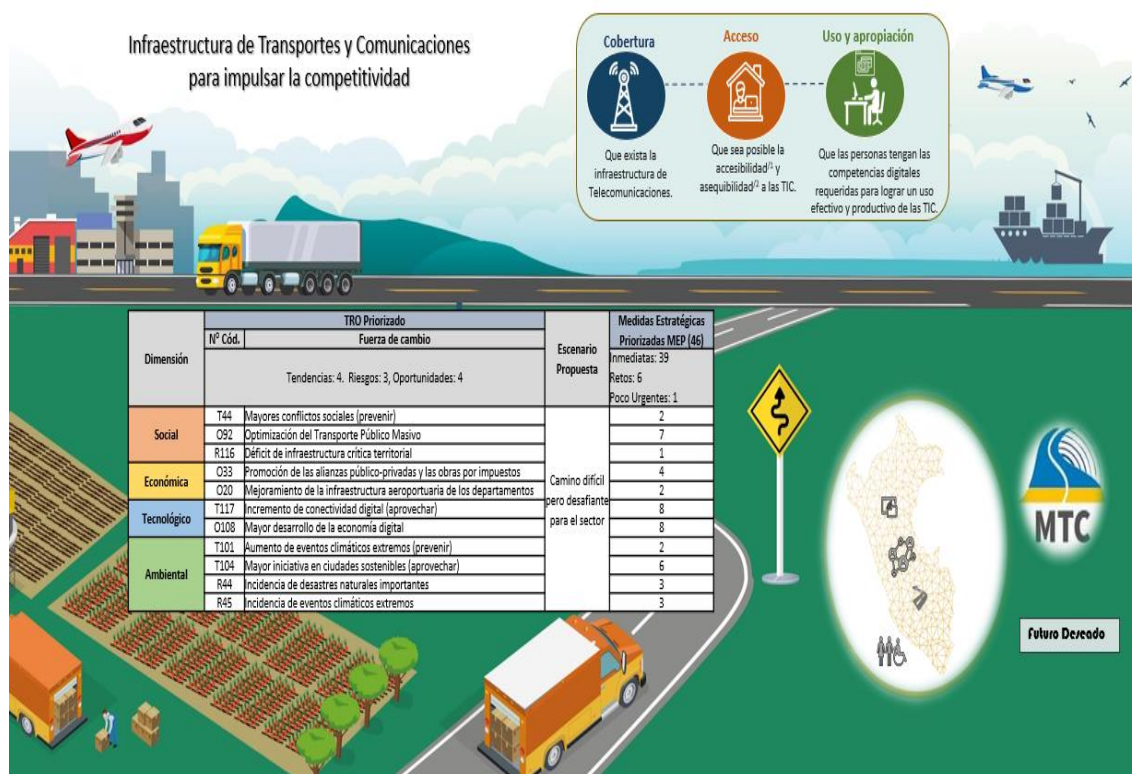 Infraestructura de Transportes y Comunicaciones
para impulsar la competitividad
Cobertura
Que exista la
infraestructura de
Telecomunicaciones.
Acceso
Que sea posible la
accesibilidad/1 y
asequibilidad/2 a las TIC.
Uso y apropiación
Que las personas tengan las
competencias digitales
requeridas para lograr un uso
efectivo y productivo de las TIC.
Dimensión
TRO Priorizado
Nº Cód.
Fuerza de cambio
Tendencias: 4. Riesgos: 3, Oportunidades: 4
Escenario
Propuesta
Medidas Estratégicas
Priorizadas MEP (46)
Inmediatas: 39
Retos: 6
Poco Urgentes: 1
Social
T44 Mayores conflictos sociales (prevenir) 2
O92 Optimización del Transporte Público Masivo 7
R116 Déficit de infraestructura crítica territorial 1
Económica
O33 Promoción de las alianzas público-privadas y las obras por impuestos 4
O20 Mejoramiento de la infraestructura aeroportuaria de los departamentos 2
Tecnológico
T117 Incremento de conectividad digital (aprovechar) 8
O108 Mayor desarrollo de la economía digital 8
Ambiental
T101 Aumento de eventos climáticos extremos (prevenir) 2
T104 Mayor iniciativa en ciudades sostenibles (aprovechar) 6
R44 Incidencia de desastres naturales importantes 3
R45 Incidencia de eventos climáticos extremos 3
Camino difícil
pero desafiante
para el sector
MTC
Futuro Deseado